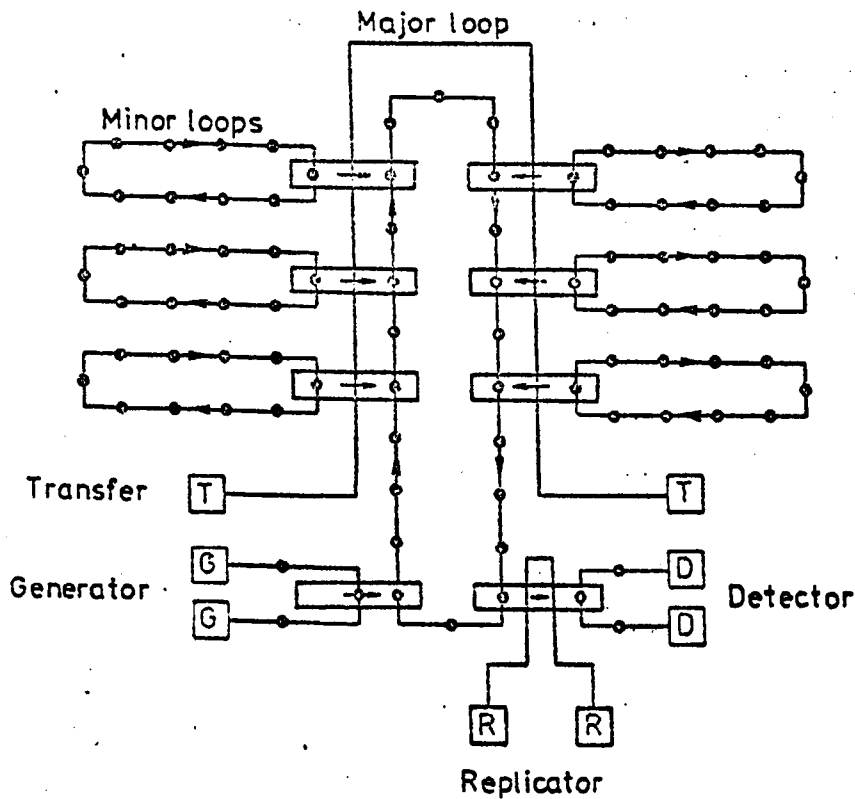 Major loop
Minor loops
Transfer
T
T
G
Generator
G
D
Detector
D
R
R
Replicator